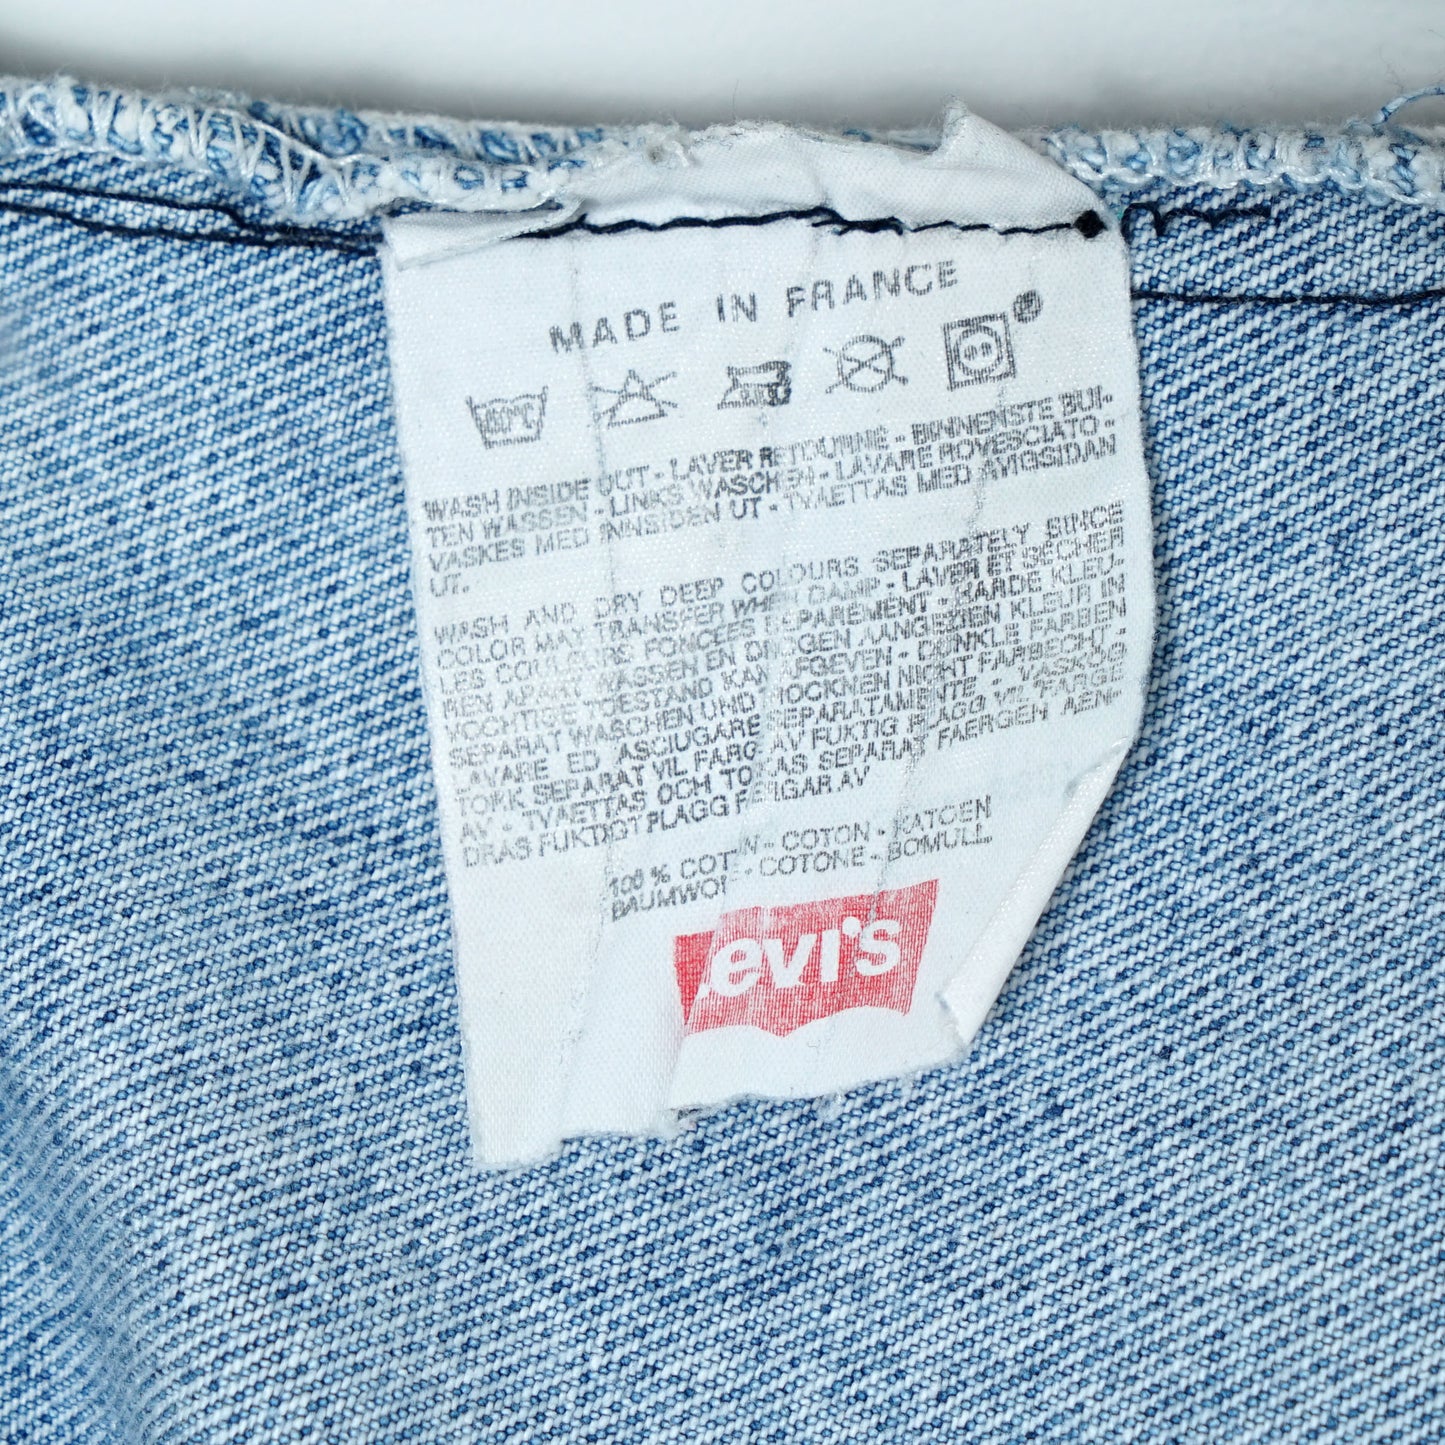 MADE IN FRANCE
WASH INSIDE OUT - LAVER RETOURNE - BINNENSTE BUI-
TEN WASSEN - LINKS WASCHEN - LAVARE ROVESCIATO -
VASKES MED INNSIDEN UT - TVAETTAS MED AVIGSIDAN
UT.
WASH AND DRY DEEP COLOURS SEPARATELY SINCE
COLOR MAY TRANSFER WHEN DAMP - LAVER ET SECHER
LES COULEURS FONCEES SEPAREMENT - HARDE KLEU-
REN APART WASSEN EN DROGEN AANGEZIEN KLEUR IN
VOCHTIGE TOESTAND KAN AFGEVEN - DUNKLE FARBEN
SEPARAT WASCHEN UND TROCKNEN NICHT FARBECHT -
LAVARE ED ASCIUGARE SEPARATAMENTE - VASK OG
TORK SEPARAT VIL FARGE AV FUKTIG PLAGG VIL FARGE
AV - TVAETTAS OCH TORKAS SEPARAT FAERGEN AEN-
DRAS FUKTIGT PLAGG FERGAR AV
100 % COTTON - COTON - KATOEN
BAUMWOLLE - COTONE - BOMULL
Levi's